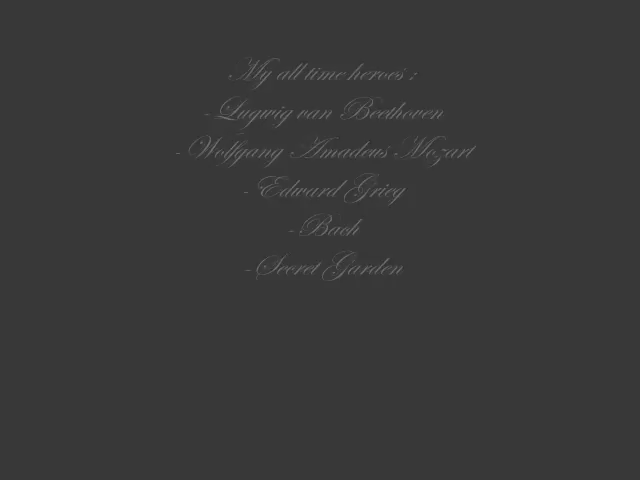 My all time heroes :
- Lugwig van Beethoven
- Wolfgang Amadeus Mozart
- Edward Grieg
- Bach
- Secret Garden